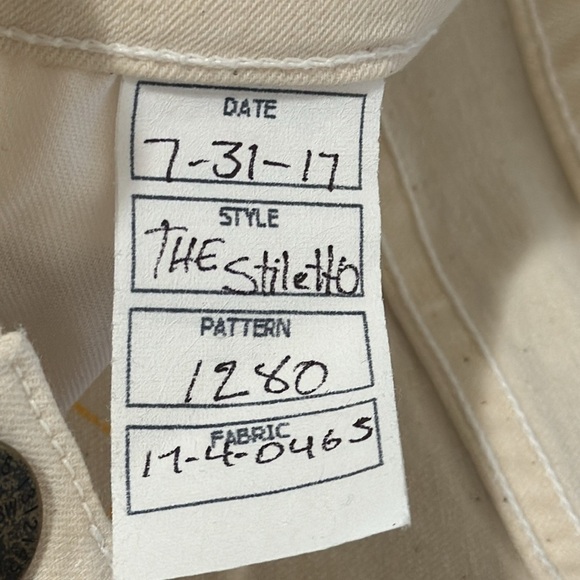 DATE
7-31-17
STYLE
THE Stiletto
PATTERN
1280
FABRIC
17-4-0465